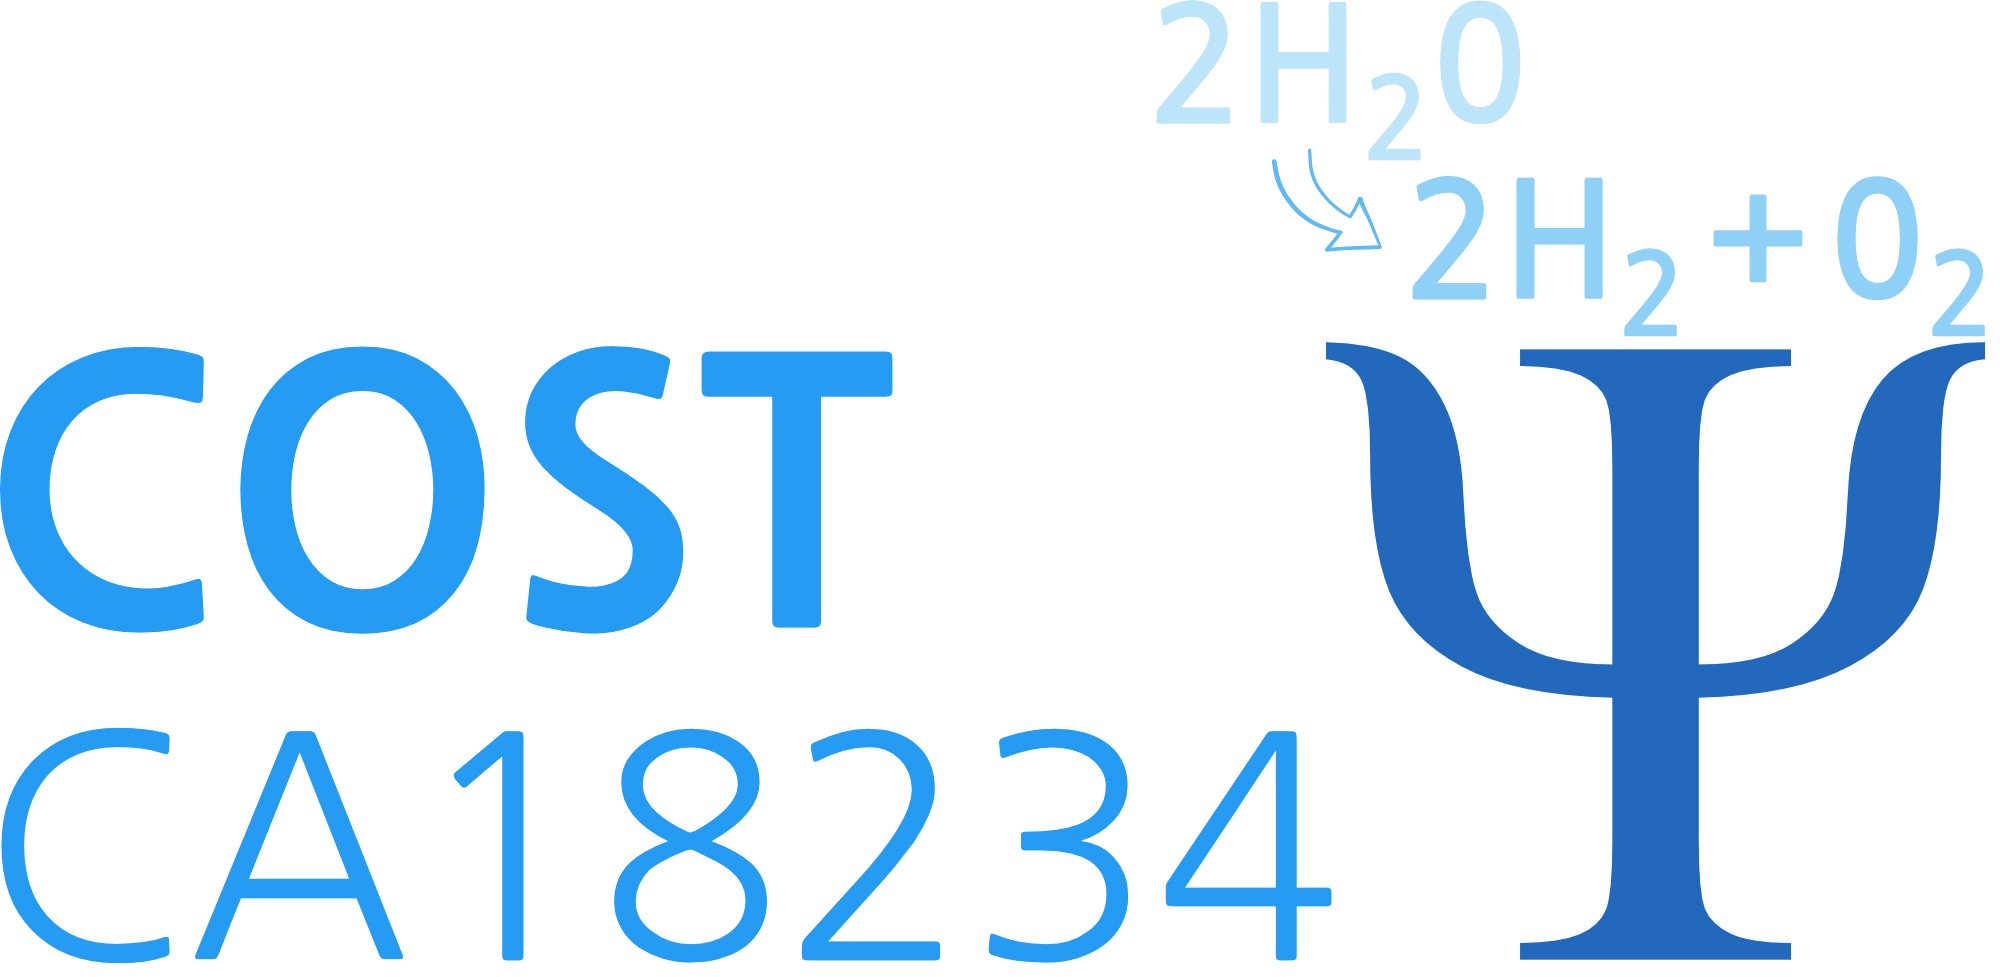 2H₂O
2H₂ + O₂
COST
Ψ
CA18234